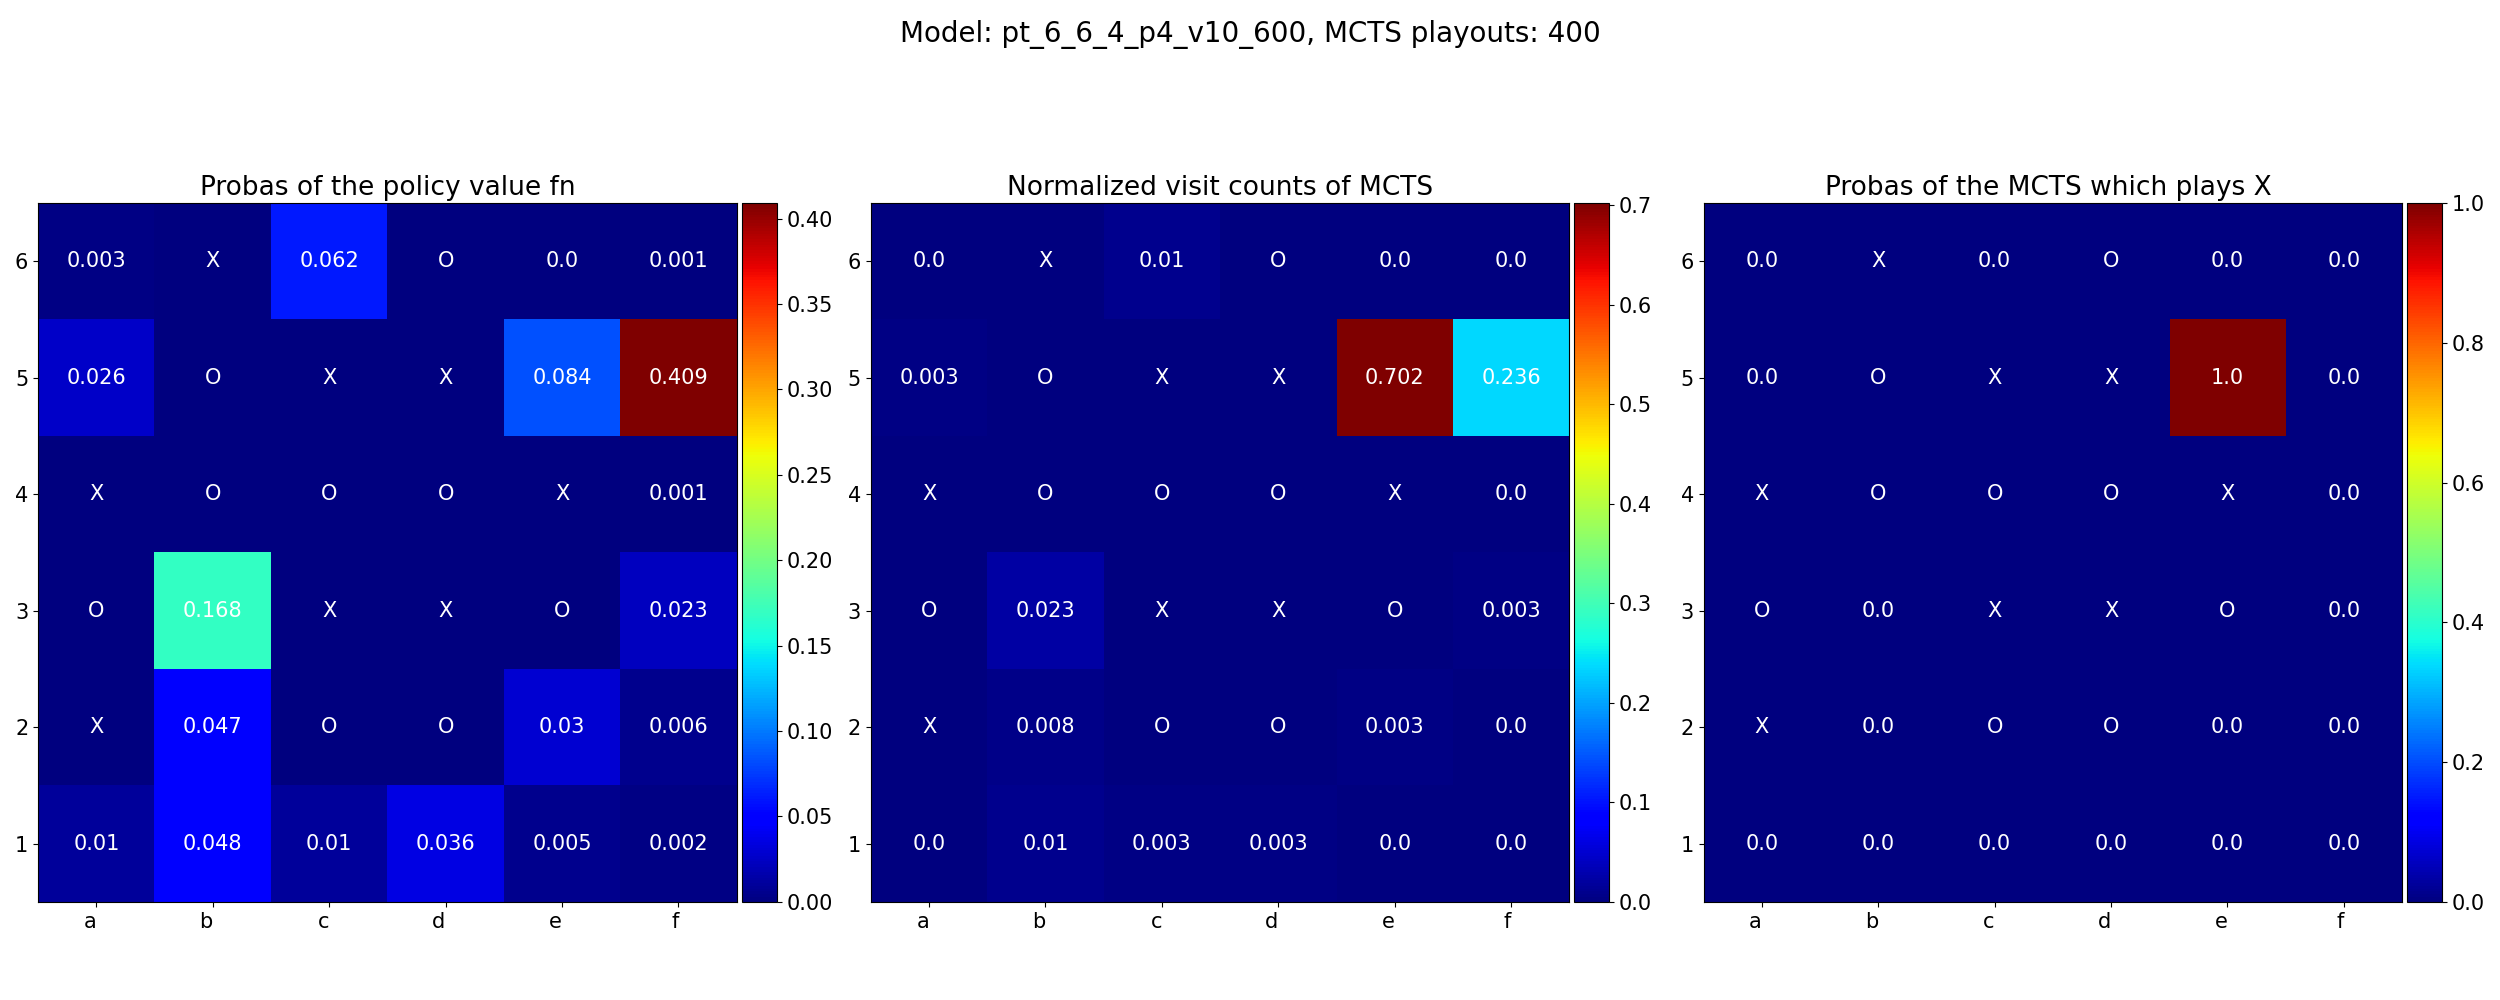 Model: pt_6_6_4_p4_v10_600, MCTS playouts: 400
Probas of the policy value fn
6 0.003 X 0.062 O 0.0 0.001
5 0.026 O X X 0.084 0.409
4 X O O O X 0.001
3 O 0.168 X X O 0.023
2 X 0.047 O O 0.03 0.006
1 0.01 0.048 0.01 0.036 0.005 0.002
a b c d e f
0.40
0.35
0.30
0.25
0.20
0.15
0.10
0.05
0.00
Normalized visit counts of MCTS
6 0.0 X 0.01 O 0.0 0.0
5 0.003 O X X 0.702 0.236
4 X O O O X 0.0
3 O 0.023 X X O 0.003
2 X 0.008 O O 0.003 0.0
1 0.0 0.01 0.003 0.003 0.0 0.0
a b c d e f
0.7
0.6
0.5
0.4
0.3
0.2
0.1
0.0
Probas of the MCTS which plays X
6 0.0 X 0.0 O 0.0 0.0
5 0.0 O X X 1.0 0.0
4 X O O O X 0.0
3 O 0.0 X X O 0.0
2 X 0.0 O O 0.0 0.0
1 0.0 0.0 0.0 0.0 0.0 0.0
a b c d e f
1.0
0.8
0.6
0.4
0.2
0.0